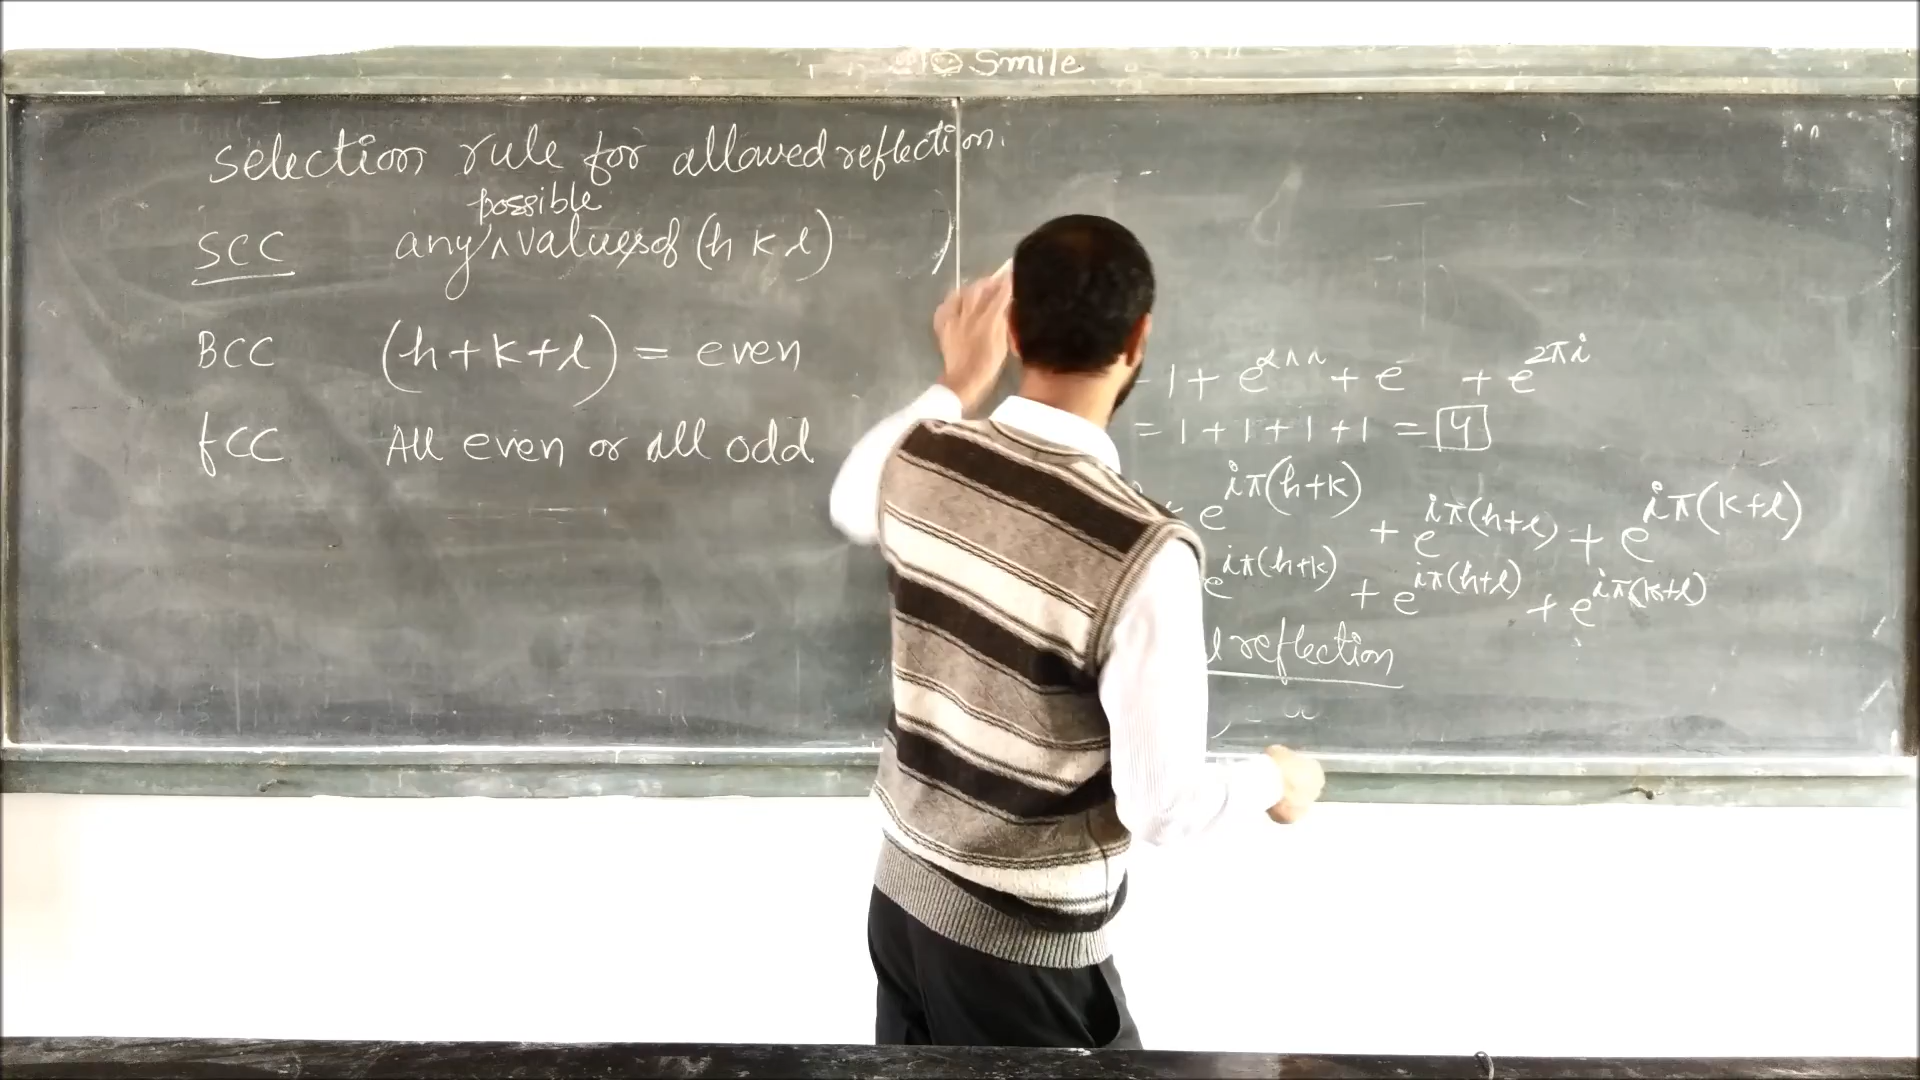 ☺ Smile
Selection rule for allowed reflection.
possible
SCC any ∧ values of (h k l)
BCC (h+k+l) = even
fCC All even or all odd
1 + e + e + e^{2πi}
= 1 + 1 + 1 + 1 = 4
e^{iπ(h+k)} + e^{iπ(h+l)} + e^{iπ(k+l)}
e^{iπ(h+k)} + e^{iπ(h+l)} + e^{iπ(k+l)}
reflection